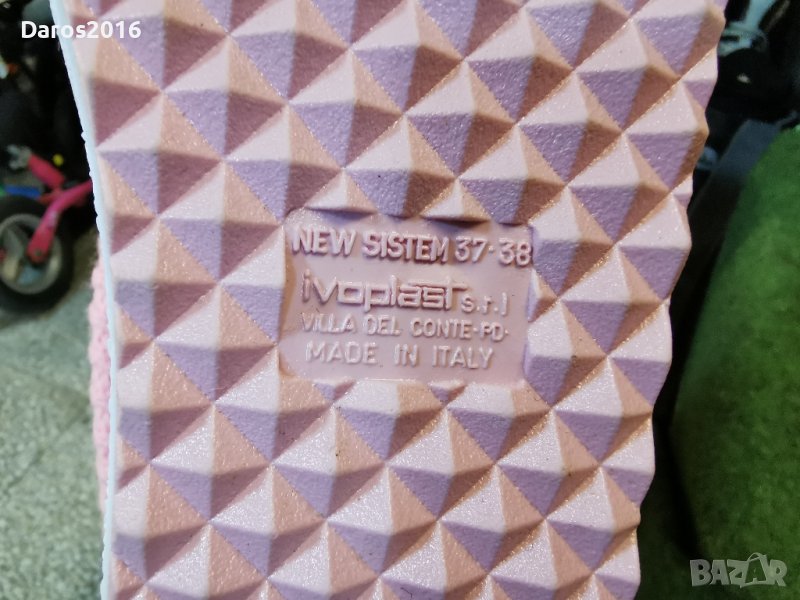 Daros2016
NEW SISTEM 37·38
ivoplast s.r.l
VILLA DEL CONTE·PD·
MADE IN ITALY
BAZAR